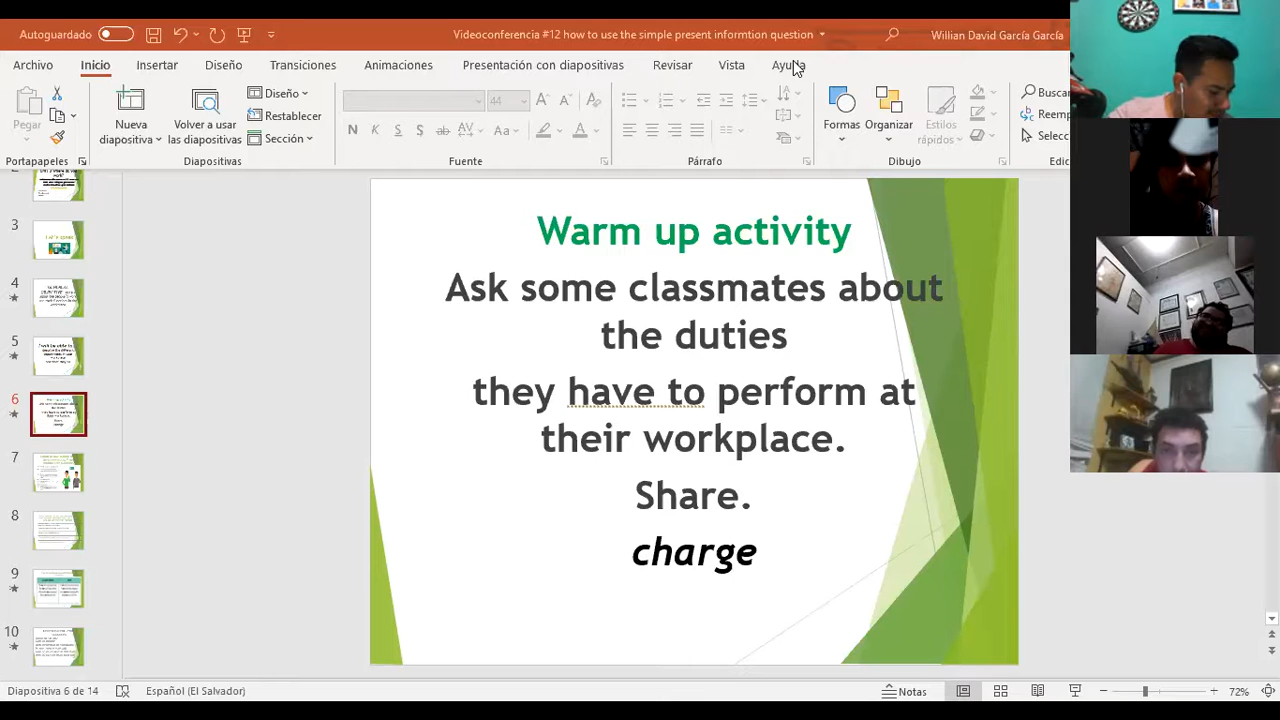 Autoguardado
Videoconferencia #12 how to use the simple present informtion question
Willian David García García
Archivo Inicio Insertar Diseño Transiciones Animaciones Presentación con diapositivas Revisar Vista Ayuda
Pegar
Nueva diapositiva
Volver a usar las diapositivas
Diseño
Restablecer
Sección
44
N K S ab AV Aa A
Formas
Organizar
Estilos rápidos
Buscar
Reemp
Selecc
Portapapeles Diapositivas Fuente Párrafo Dibujo
3
4
5
6
7
8
9
10
Warm up activity
Ask some classmates about
the duties
they have to perform at
their workplace.
Share.
charge
Diapositiva 6 de 14 Español (El Salvador) Notas 72%